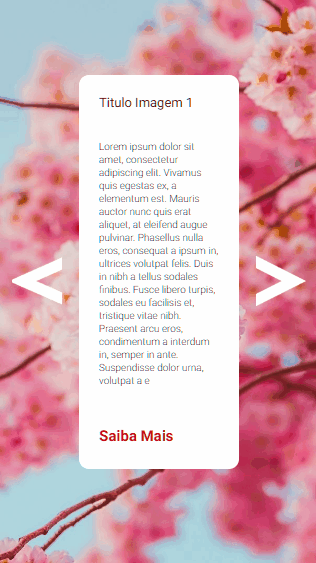 Titulo Imagem 1
Lorem ipsum dolor sit
amet, consectetur
adipiscing elit. Vivamus
quis egestas ex, a
elementum est. Mauris
auctor nunc quis erat
aliquet, at eleifend augue
pulvinar. Phasellus nulla
eros, consequat a ipsum in,
ultrices volutpat felis. Duis
in nibh a tellus sodales
finibus. Fusce libero turpis,
sodales eu facilisis et,
tristique vitae nibh.
Praesent arcu eros,
condimentum a interdum
in, semper in ante.
Suspendisse dolor urna,
volutpat a e
Saiba Mais